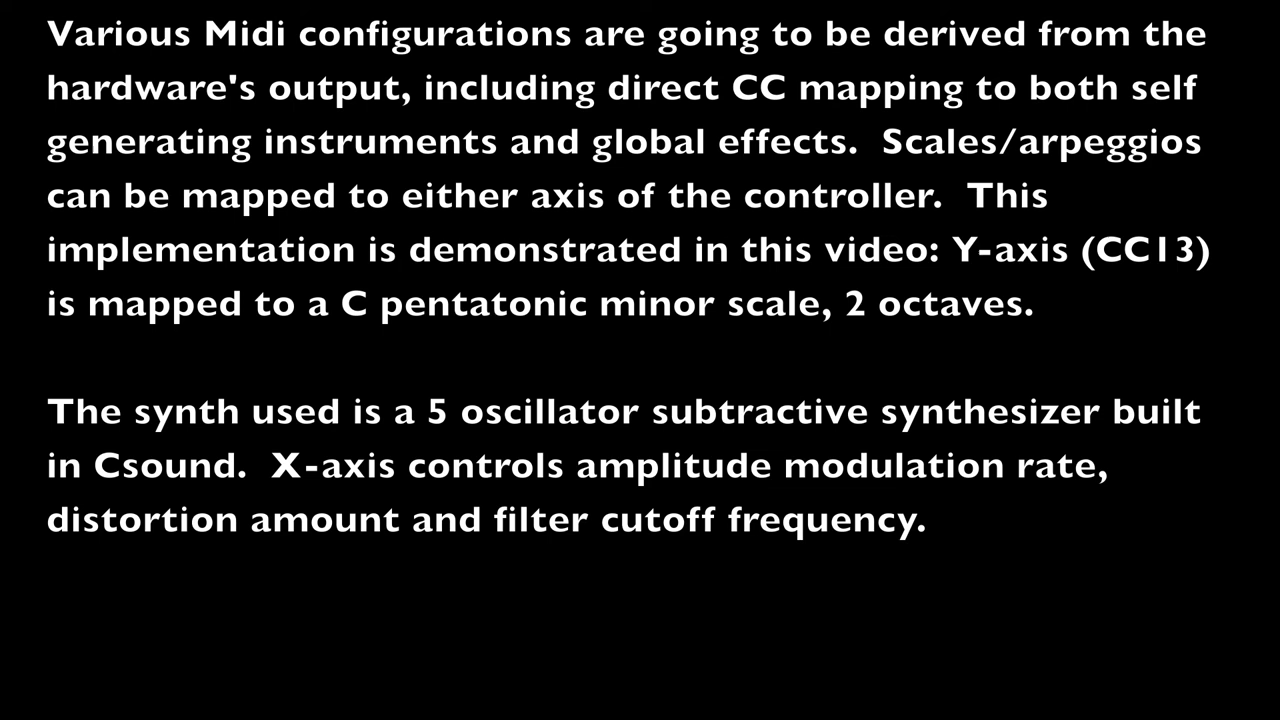 Various Midi configurations are going to be derived from the
hardware's output, including direct CC mapping to both self
generating instruments and global effects.  Scales/arpeggios
can be mapped to either axis of the controller.  This
implementation is demonstrated in this video: Y-axis (CC13)
is mapped to a C pentatonic minor scale, 2 octaves.
The synth used is a 5 oscillator subtractive synthesizer built
in Csound.  X-axis controls amplitude modulation rate,
distortion amount and filter cutoff frequency.